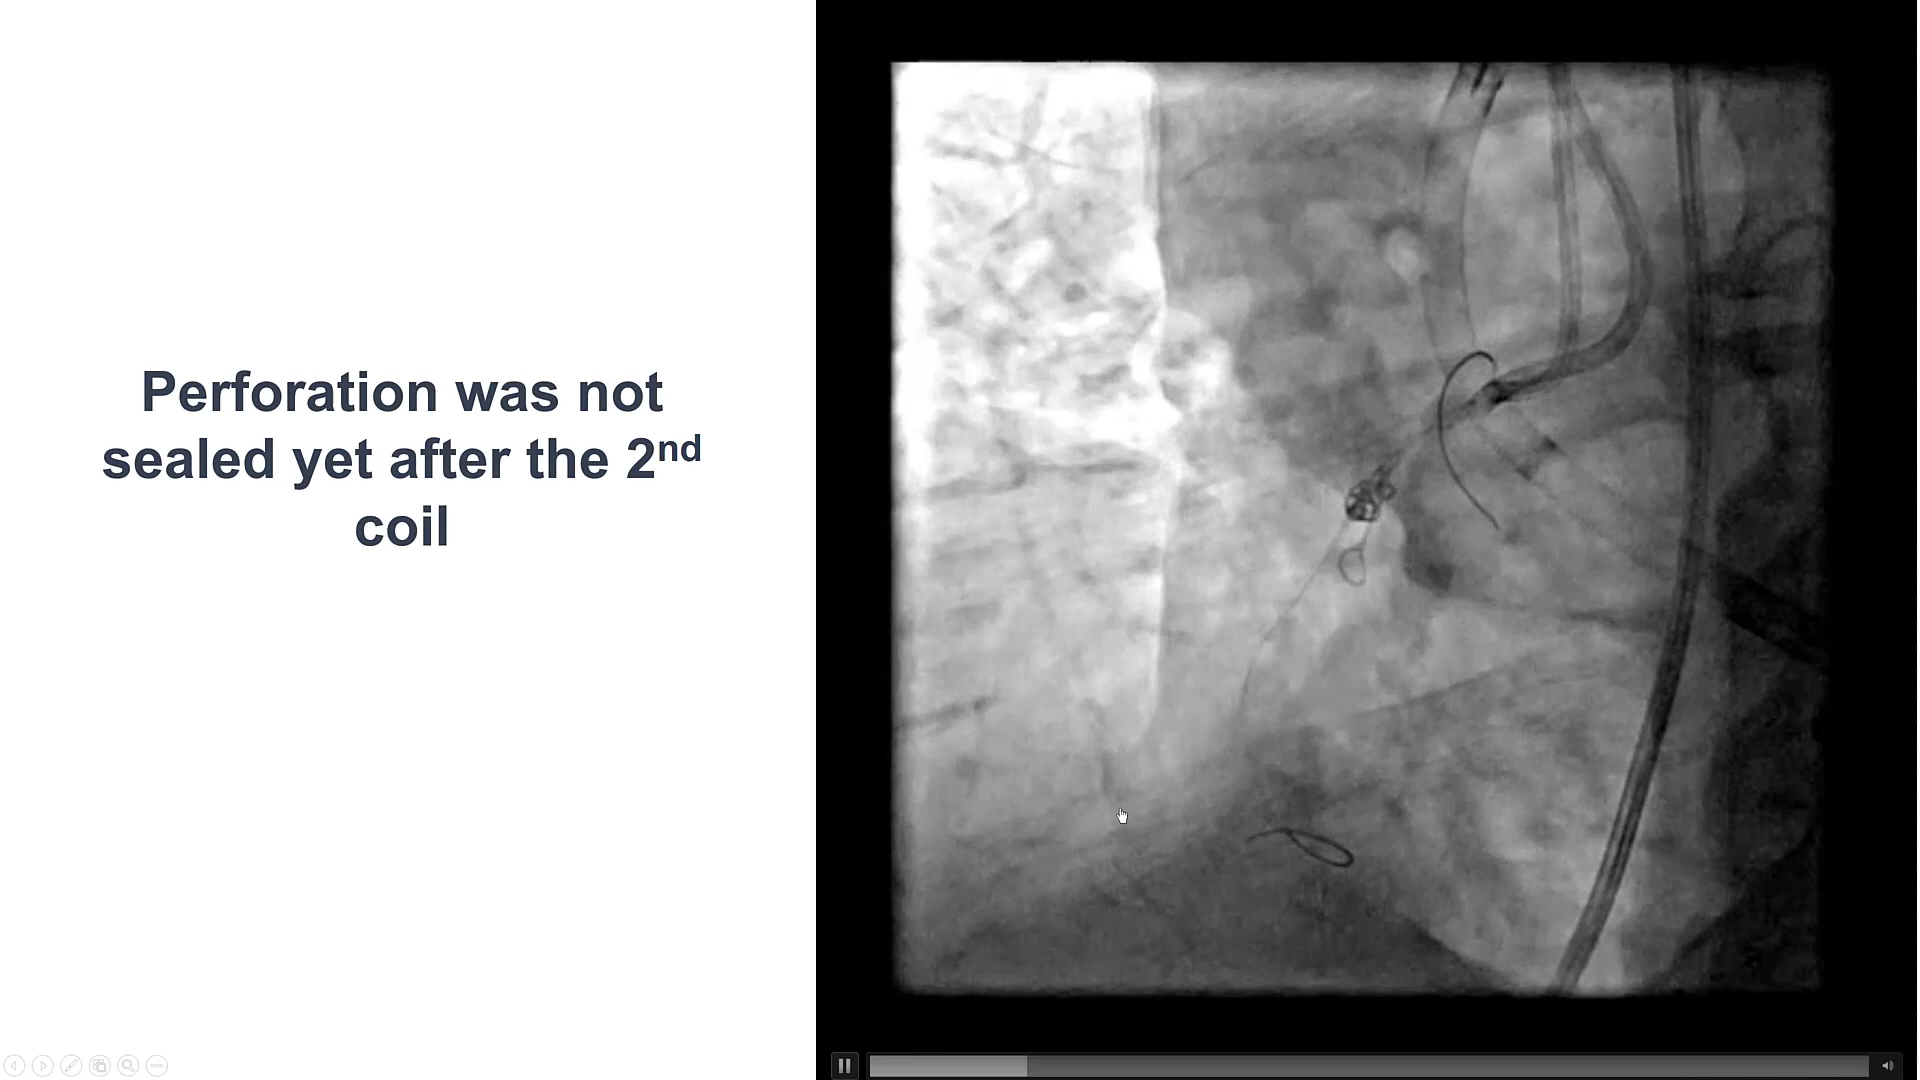 Perforation was not
sealed yet after the 2nd
coil